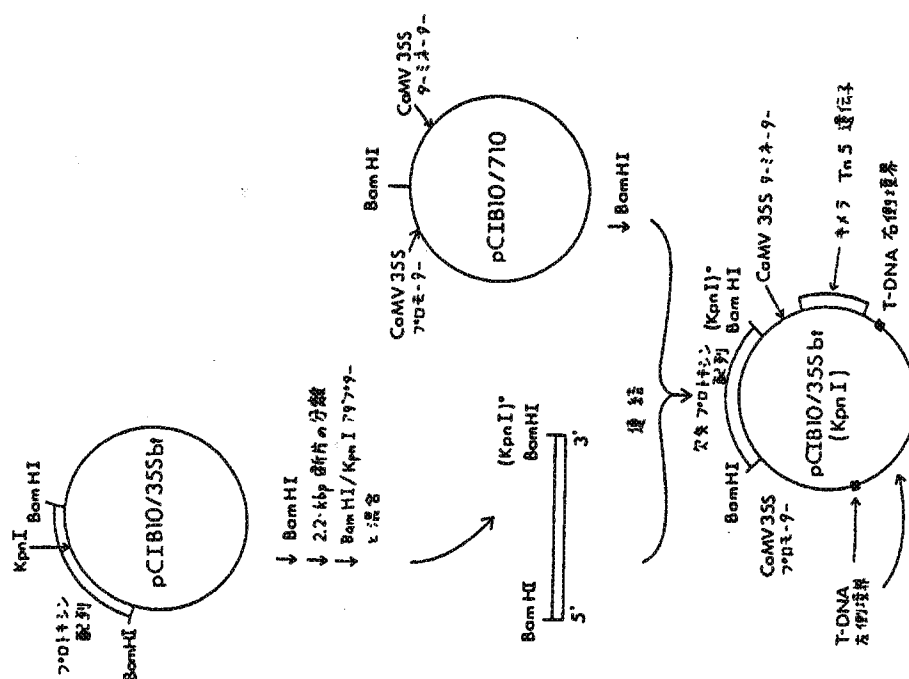 KpnI
BamHI
プロトキシン
配列
BamHI
pCIB10/35Sbt
↓ BamHI
↓ 2.2-kbp 断片の分離
↓ BamHI/KpnI アダプター
と混合
BamHI
(KpnI)°
BamHI
5'
3'
CaMV 35S
プロモーター
BamHI
CaMV 35S
ターミネーター
pCIB10/710
↓ BamHI
連結
欠失プロトキシン
配列
BamHI
(KpnI)°
BamHI
CaMV35S
プロモーター
CaMV 35S ターミネーター
キメラ Tn5 遺伝子
pCIB10/35Sbt
(KpnI)
T-DNA
左側境界
T-DNA 右側境界